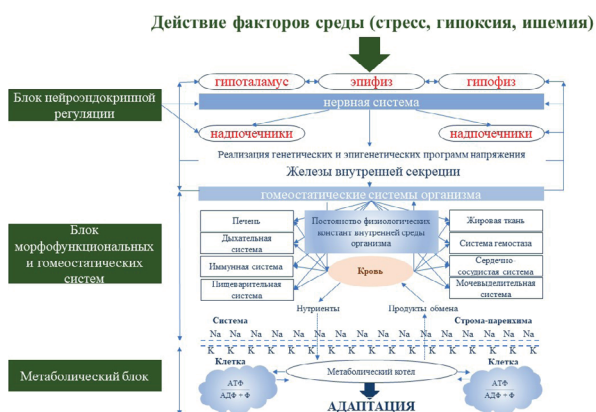 Действие факторов среды (стресс, гипоксия, ишемия)
гипоталамус
эпифиз
гипофиз
Блок нейроэндокринной
регуляции
нервная система
надпочечники
надпочечники
Реализация генетических и эпигенетических программ напряжения
Железы внутренней секреции
гомеостатические системы организма
Блок
морфофункциональных
и гомеостатических
систем
Печень
Дыхательная
система
Иммунная система
Пищеварительная
система
Постоянство физиологических
констант внутренней среды
организма
Кровь
Жировая ткань
Система гемостаза
Сердечно-
сосудистая система
Мочевыделительная
система
Нутриенты
Продукты обмена
Система
Строма-паренхима
Na Na Na Na Na Na Na Na Na Na Na Na Na Na
K K K K K K K K K K K K K K K K
Клетка
Клетка
Метаболический блок
Метаболический котел
АТФ
АДФ + Ф
АТФ
АДФ + Ф
АДАПТАЦИЯ